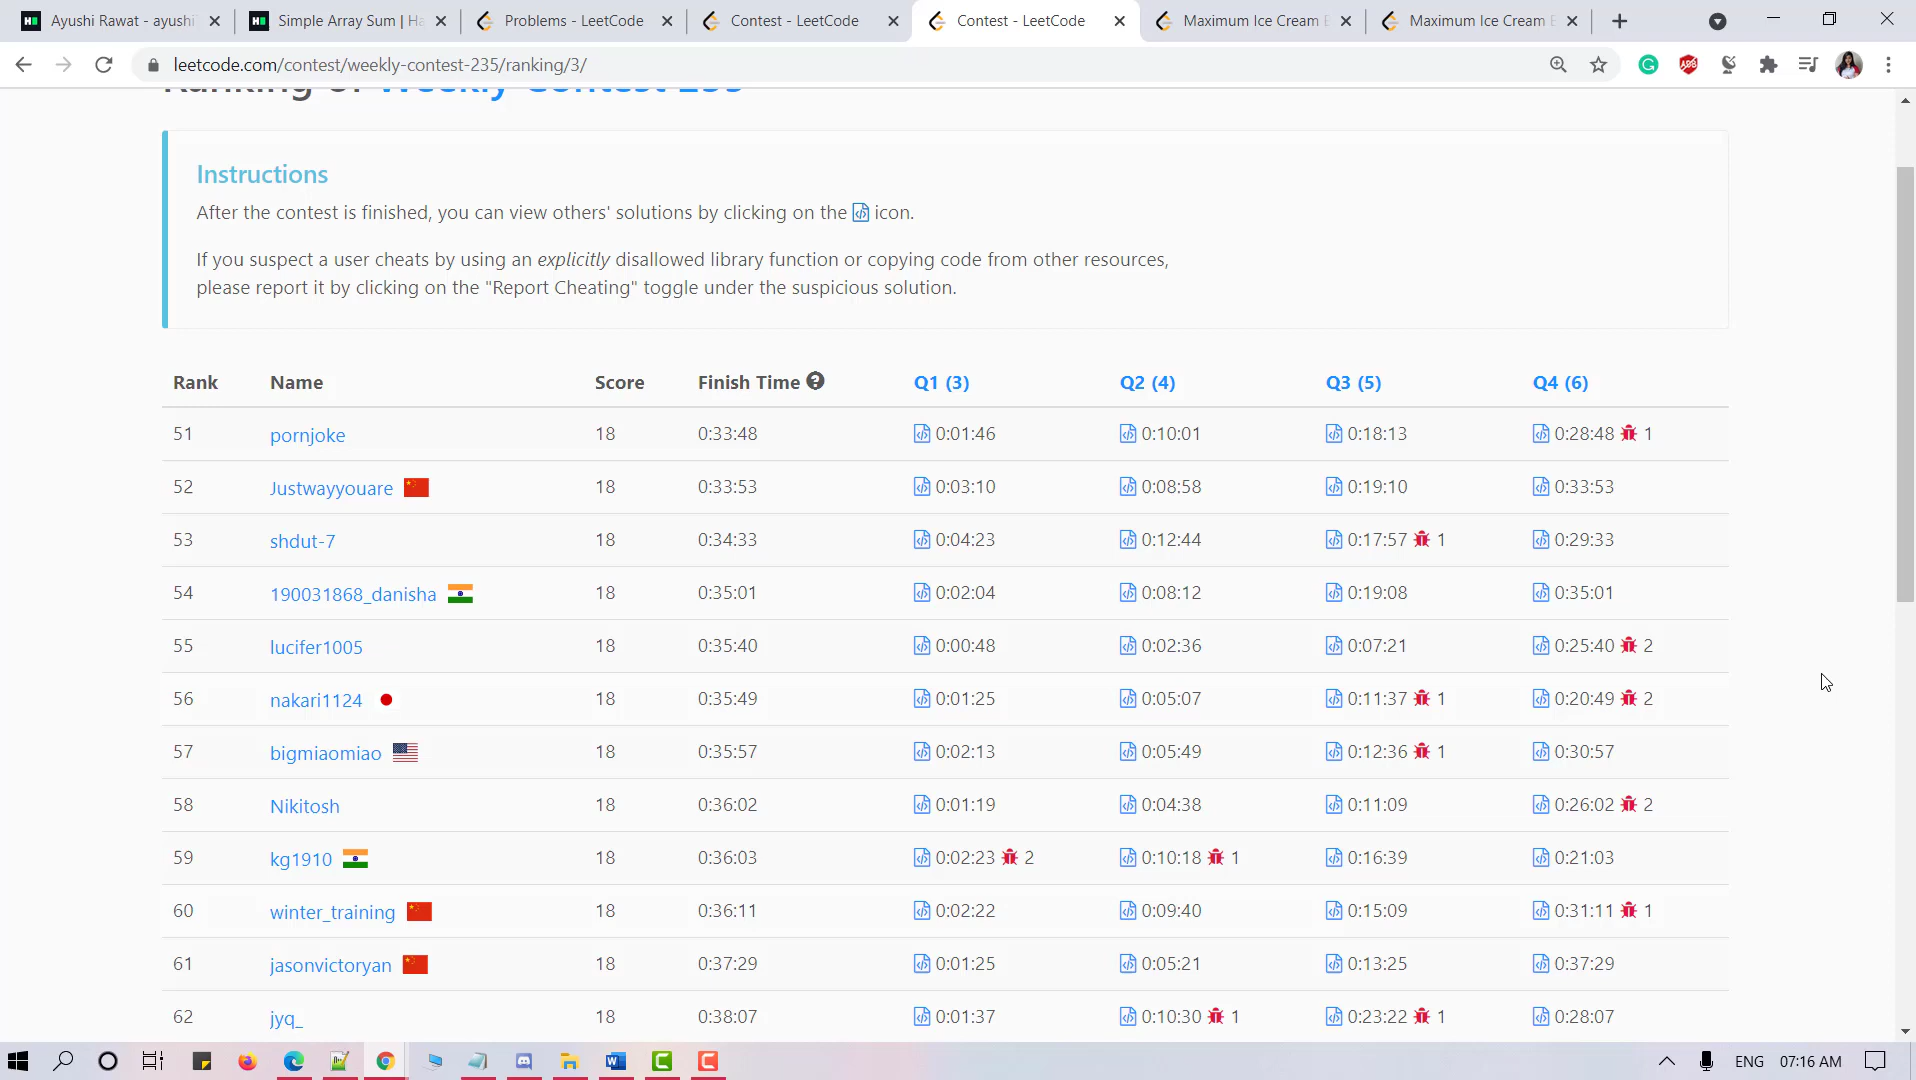 Ayushi Rawat - ayushi
Simple Array Sum | Ha
Problems - LeetCode
Contest - LeetCode
Contest - LeetCode
Maximum Ice Cream B
Maximum Ice Cream B
leetcode.com/contest/weekly-contest-235/ranking/3/
Ranking of Weekly Contest 235
Instructions
After the contest is finished, you can view others' solutions by clicking on the icon.
If you suspect a user cheats by using an explicitly disallowed library function or copying code from other resources,
please report it by clicking on the "Report Cheating" toggle under the suspicious solution.
Rank Name Score Finish Time Q1 (3) Q2 (4) Q3 (5) Q4 (6)
51 pornjoke 18 0:33:48 0:01:46 0:10:01 0:18:13 0:28:48 1
52 Justwayyouare 18 0:33:53 0:03:10 0:08:58 0:19:10 0:33:53
53 shdut-7 18 0:34:33 0:04:23 0:12:44 0:17:57 1 0:29:33
54 190031868_danisha 18 0:35:01 0:02:04 0:08:12 0:19:08 0:35:01
55 lucifer1005 18 0:35:40 0:00:48 0:02:36 0:07:21 0:25:40 2
56 nakari1124 18 0:35:49 0:01:25 0:05:07 0:11:37 1 0:20:49 2
57 bigmiaomiao 18 0:35:57 0:02:13 0:05:49 0:12:36 1 0:30:57
58 Nikitosh 18 0:36:02 0:01:19 0:04:38 0:11:09 0:26:02 2
59 kg1910 18 0:36:03 0:02:23 2 0:10:18 1 0:16:39 0:21:03
60 winter_training 18 0:36:11 0:02:22 0:09:40 0:15:09 0:31:11 1
61 jasonvictoryan 18 0:37:29 0:01:25 0:05:21 0:13:25 0:37:29
62 jyq_ 18 0:38:07 0:01:37 0:10:30 1 0:23:22 1 0:28:07
ENG 07:16 AM